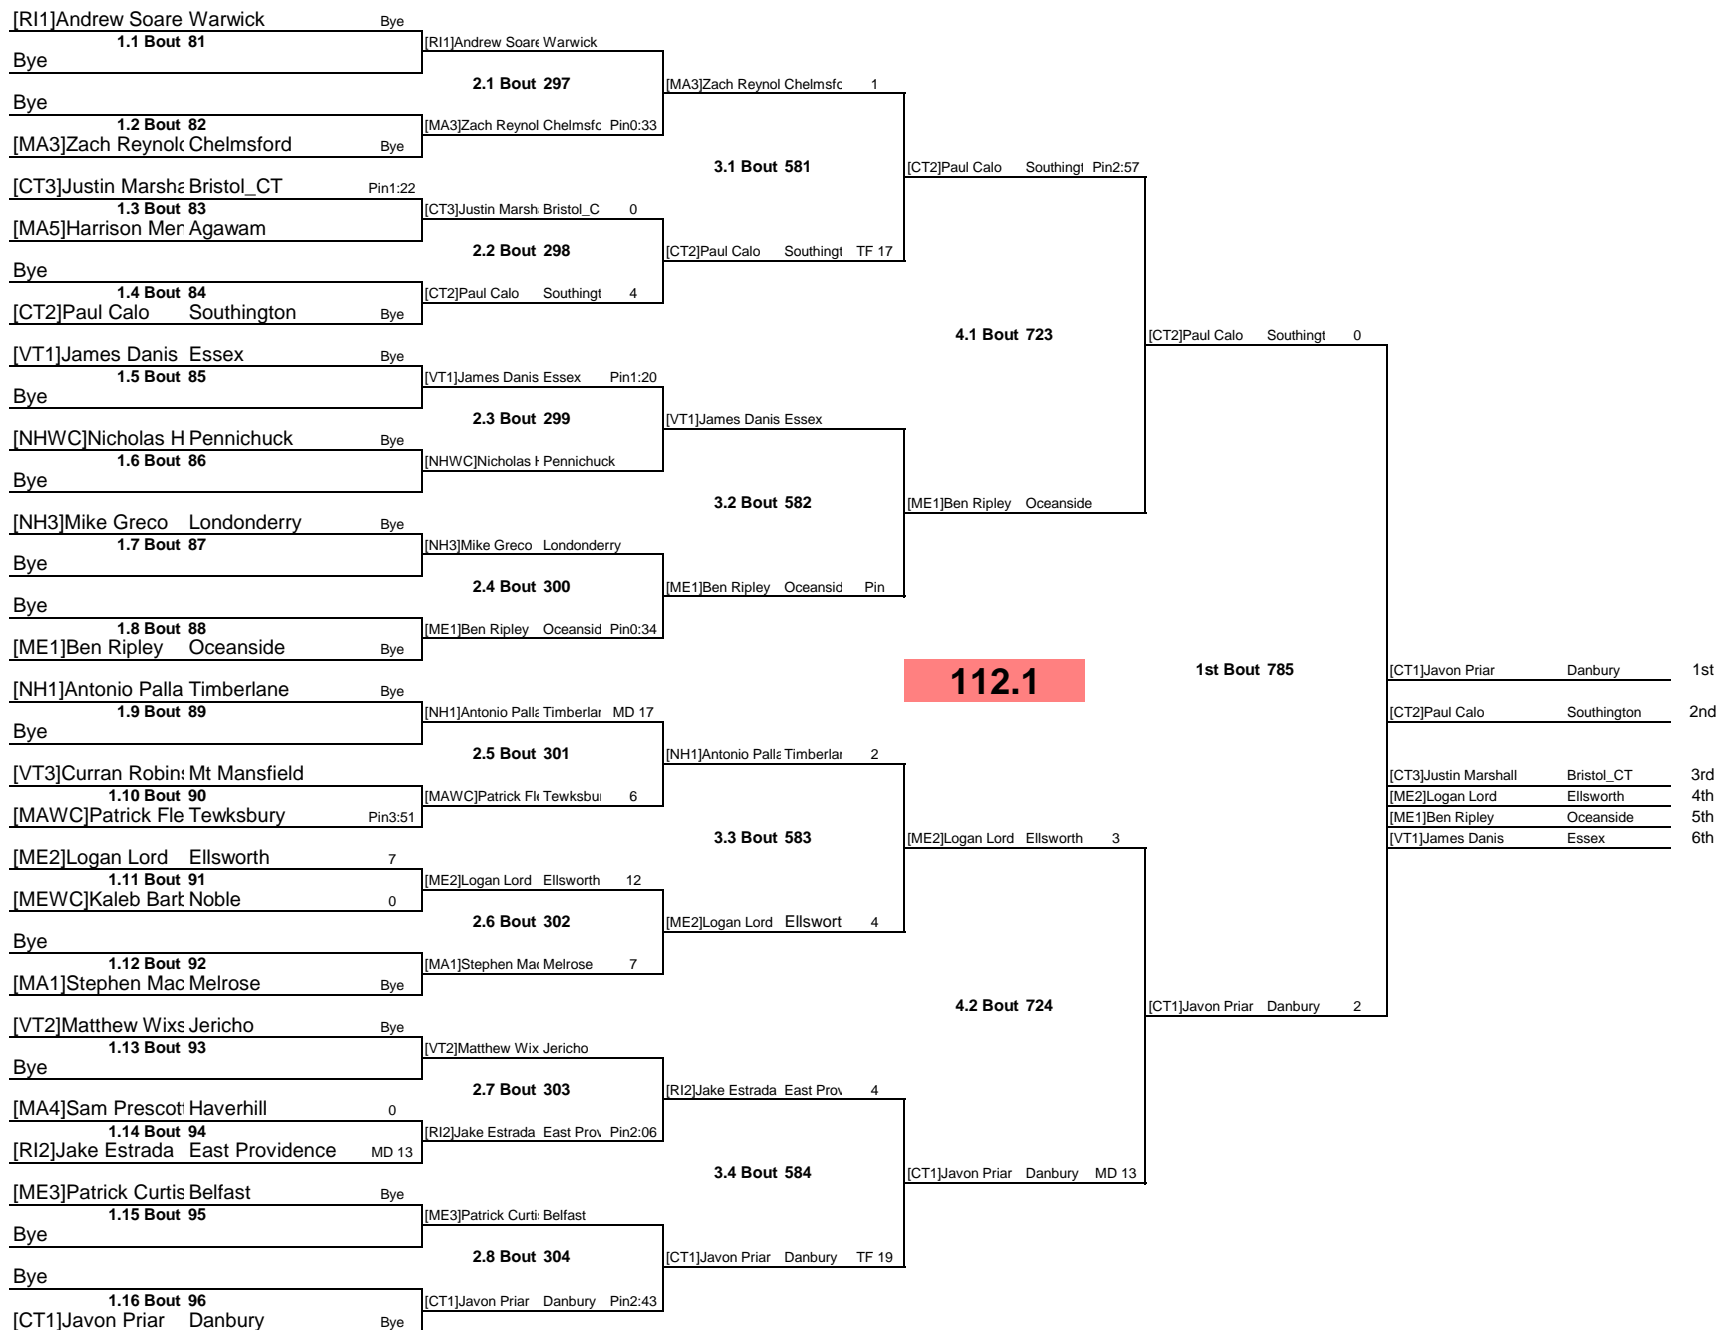 [RI1]Andrew Soare Warwick Bye
1.1 Bout 81
Bye
Bye
1.2 Bout 82
[MA3]Zach Reynol Chelmsford Bye
[CT3]Justin Marsha Bristol_CT Pin1:22
1.3 Bout 83
[MA5]Harrison Mer Agawam
Bye
1.4 Bout 84
[CT2]Paul Calo Southington Bye
[VT1]James Danis Essex Bye
1.5 Bout 85
Bye
[NHWC]Nicholas H Pennichuck Bye
1.6 Bout 86
Bye
[NH3]Mike Greco Londonderry Bye
1.7 Bout 87
Bye
Bye
1.8 Bout 88
[ME1]Ben Ripley Oceanside Bye
[NH1]Antonio Palla Timberlane Bye
1.9 Bout 89
Bye
[VT3]Curran Robins Mt Mansfield
1.10 Bout 90
[MAWC]Patrick Fle Tewksbury Pin3:51
[ME2]Logan Lord Ellsworth 7
1.11 Bout 91
[MEWC]Kaleb Bart Noble 0
Bye
1.12 Bout 92
[MA1]Stephen Mac Melrose Bye
[VT2]Matthew Wixs Jericho Bye
1.13 Bout 93
Bye
[MA4]Sam Prescott Haverhill 0
1.14 Bout 94
[RI2]Jake Estrada East Providence MD 13
[ME3]Patrick Curtis Belfast Bye
1.15 Bout 95
Bye
Bye
1.16 Bout 96
[CT1]Javon Priar Danbury Bye
[RI1]Andrew Soare Warwick
2.1 Bout 297
[MA3]Zach Reynol Chelmsfc Pin0:33
[CT3]Justin Marsh Bristol_C 0
2.2 Bout 298
[CT2]Paul Calo Southingt 4
[VT1]James Danis Essex Pin1:20
2.3 Bout 299
[NHWC]Nicholas H Pennichuck
[NH3]Mike Greco Londonderry
2.4 Bout 300
[ME1]Ben Ripley Oceansid Pin0:34
[NH1]Antonio Palla Timberlar MD 17
2.5 Bout 301
[MAWC]Patrick Fle Tewksbur 6
[ME2]Logan Lord Ellsworth 12
2.6 Bout 302
[MA1]Stephen Mac Melrose 7
[VT2]Matthew Wix Jericho
2.7 Bout 303
[RI2]Jake Estrada East Prov Pin2:06
[ME3]Patrick Curtis Belfast
2.8 Bout 304
[CT1]Javon Priar Danbury Pin2:43
[MA3]Zach Reynol Chelmsfc 1
3.1 Bout 581
[CT2]Paul Calo Southingt TF 17
[VT1]James Danis Essex
3.2 Bout 582
[ME1]Ben Ripley Oceansid Pin
[NH1]Antonio Palla Timberlar 2
3.3 Bout 583
[ME2]Logan Lord Ellswort 4
[RI2]Jake Estrada East Prov 4
3.4 Bout 584
[CT1]Javon Priar Danbury TF 19
[CT2]Paul Calo Southingt Pin2:57
4.1 Bout 723
[ME1]Ben Ripley Oceanside
112.1
[ME2]Logan Lord Ellsworth 3
4.2 Bout 724
[CT1]Javon Priar Danbury MD 13
[CT2]Paul Calo Southingt 0
1st Bout 785
[CT1]Javon Priar Danbury 2
[CT1]Javon Priar Danbury 1st
[CT2]Paul Calo Southington 2nd
[CT3]Justin Marshall Bristol_CT 3rd
[ME2]Logan Lord Ellsworth 4th
[ME1]Ben Ripley Oceanside 5th
[VT1]James Danis Essex 6th